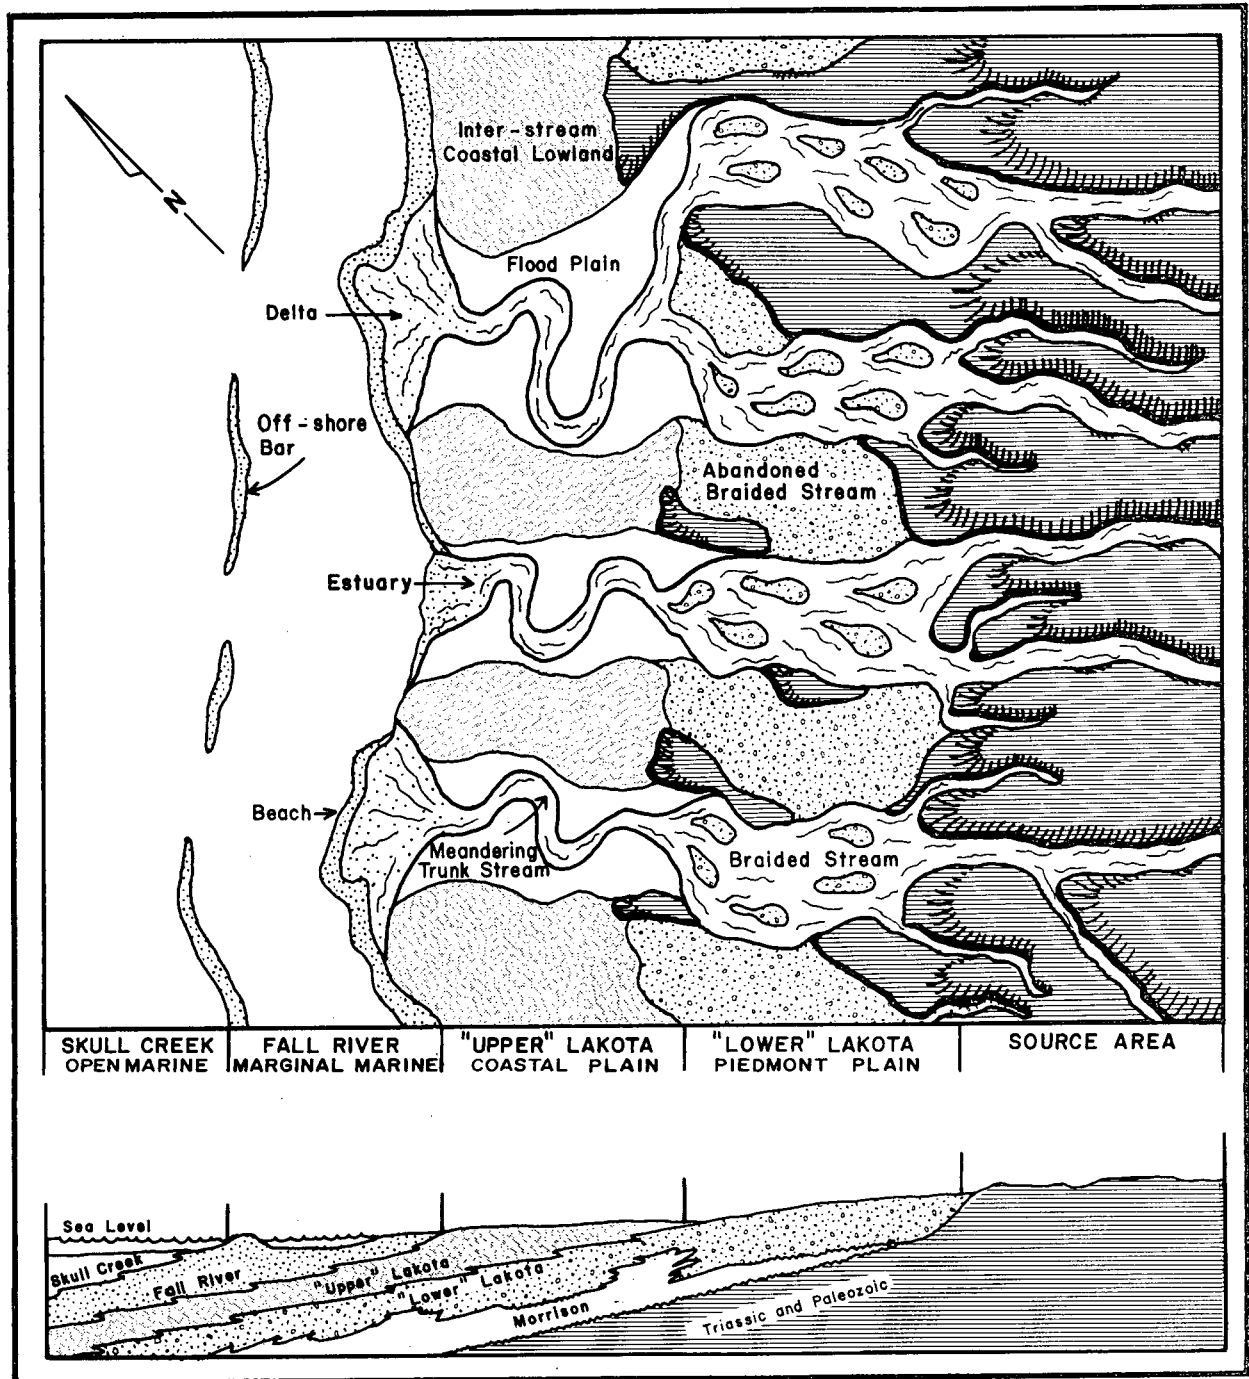 Inter-stream
Coastal Lowland
N
Flood Plain
Delta
Off-shore
Bar
Abandoned
Braided Stream
Estuary
Beach
Meandering
Trunk Stream
Braided Stream
SKULL CREEK
OPEN MARINE
FALL RIVER
MARGINAL MARINE
"UPPER" LAKOTA
COASTAL PLAIN
"LOWER" LAKOTA
PIEDMONT PLAIN
SOURCE AREA
Sea Level
Skull Creek
Fall River
"Upper" Lakota
"Lower" Lakota
Morrison
Triassic and Paleozoic